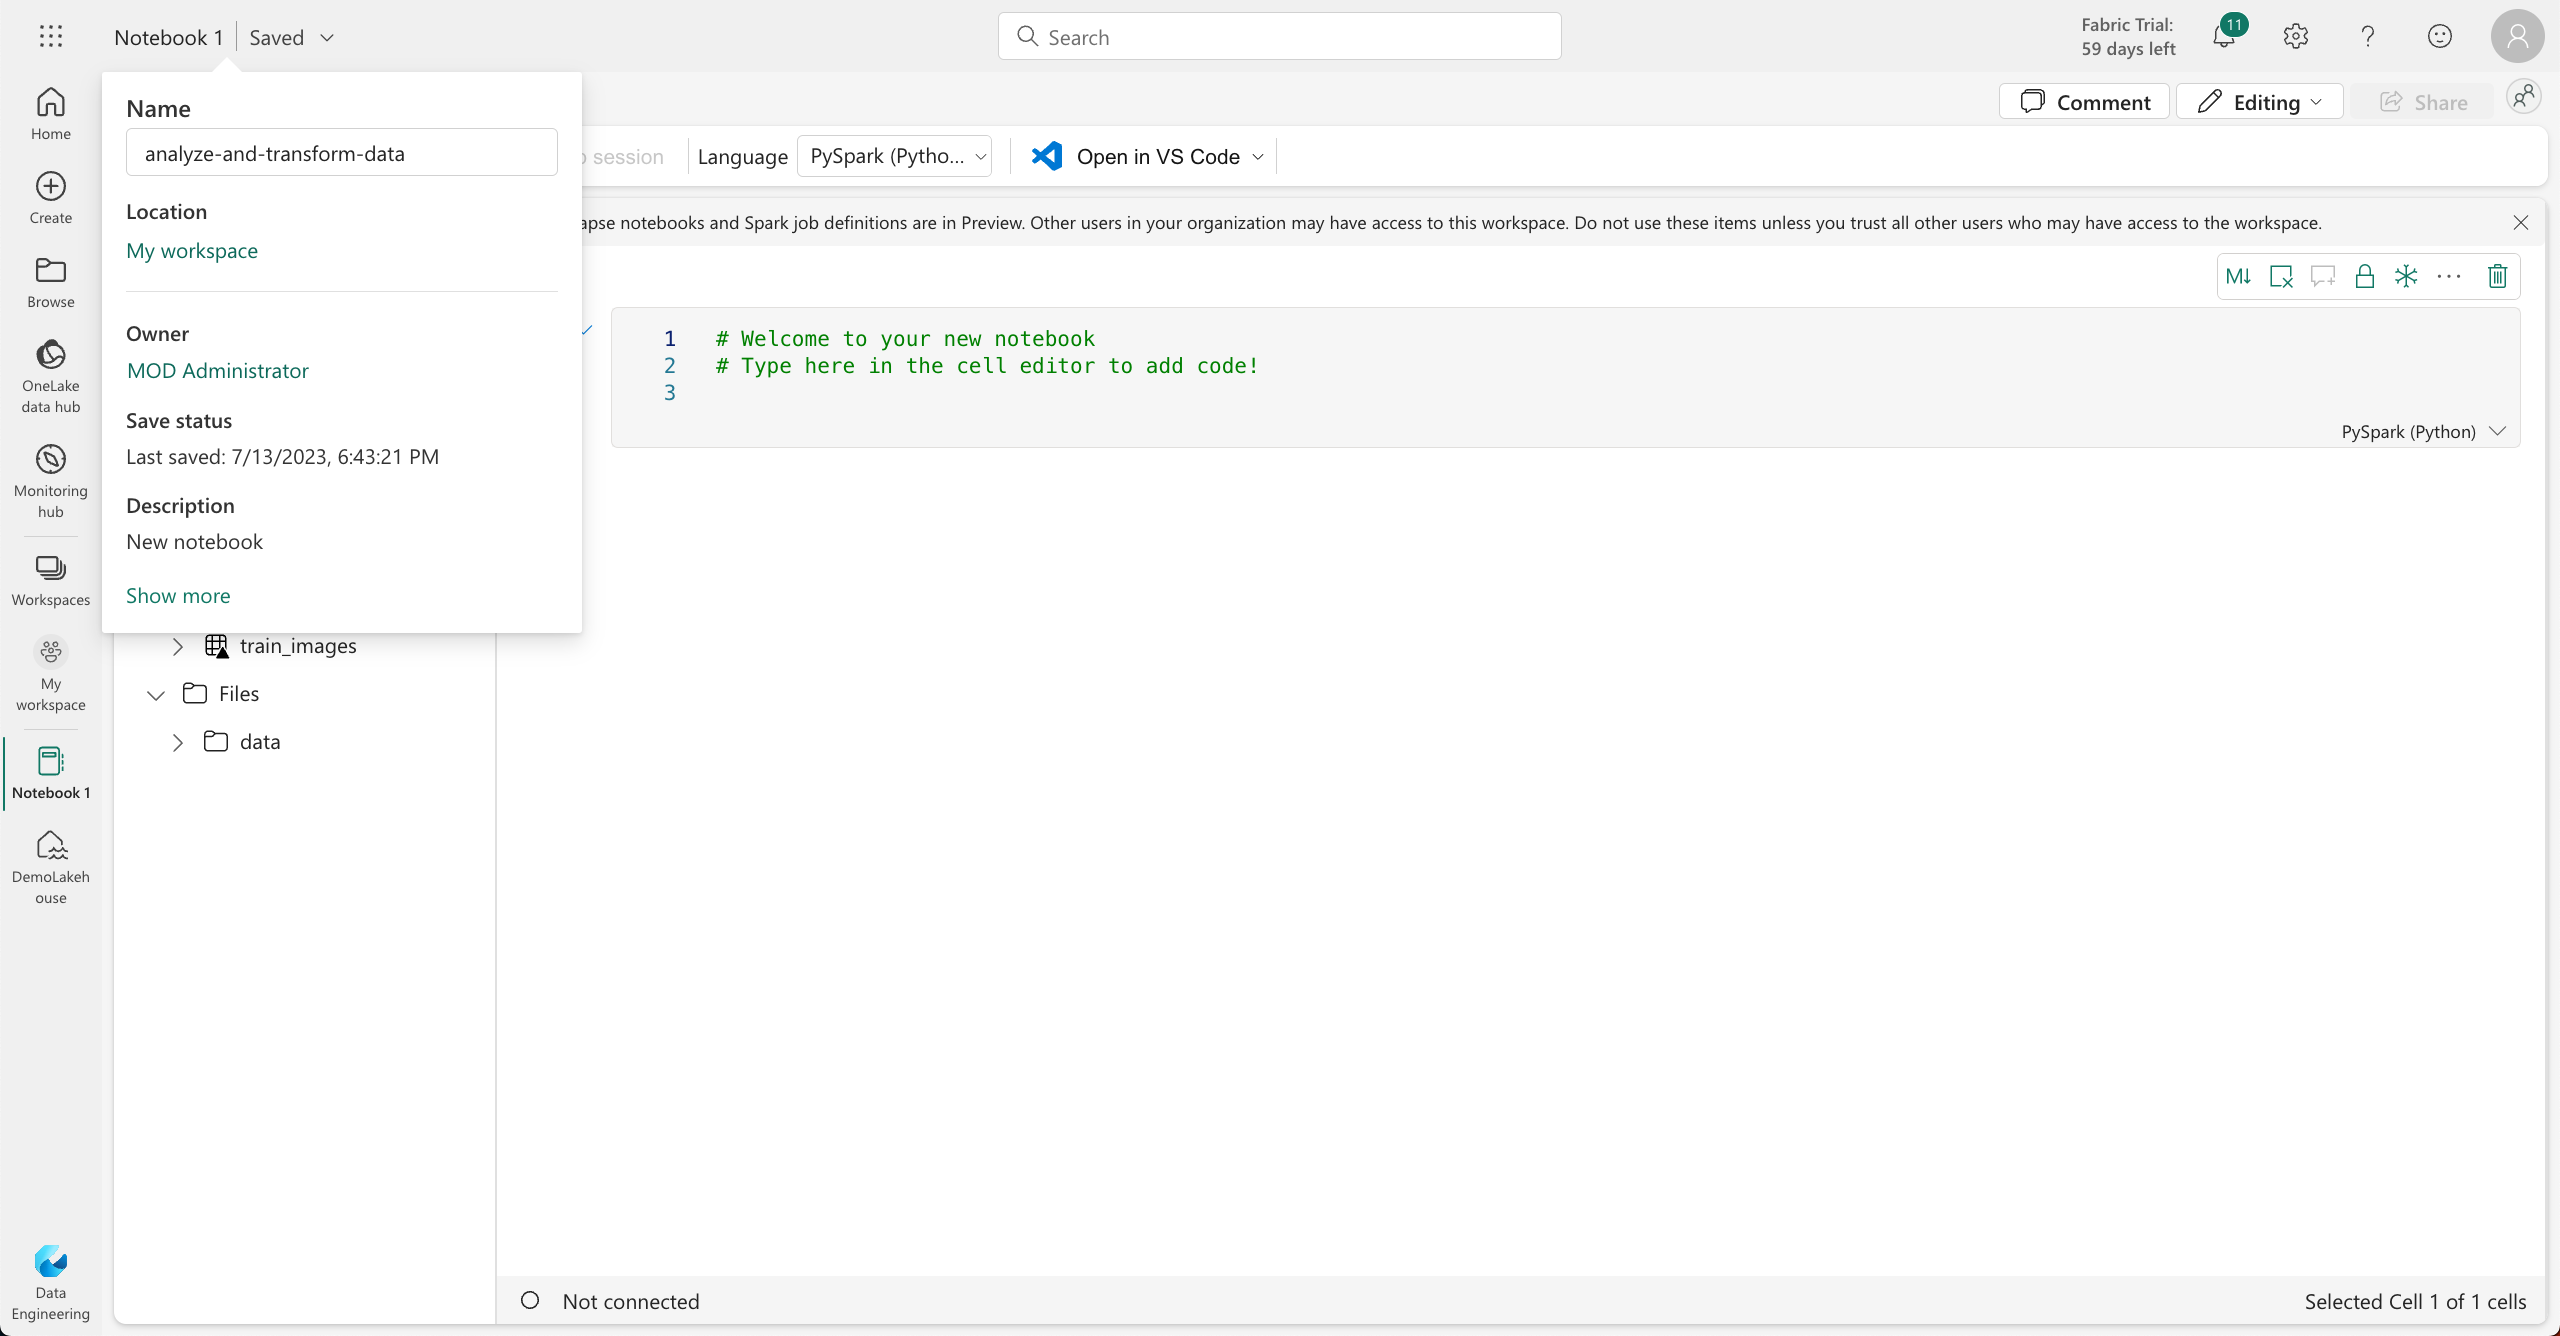 Notebook 1
Saved
Search
Fabric Trial:
59 days left
11
Home
Create
Browse
OneLake
data hub
Monitoring
hub
Workspaces
My
workspace
Notebook 1
DemoLakeh
ouse
Data
Engineering
Name
analyze-and-transform-data
Location
My workspace
Owner
MOD Administrator
Save status
Last saved: 7/13/2023, 6:43:21 PM
Description
New notebook
Show more
train_images
Files
data
Comment
Editing
Share
session
Language
PySpark (Pytho...
Open in VS Code
apse notebooks and Spark job definitions are in Preview. Other users in your organization may have access to this workspace. Do not use these items unless you trust all other users who may have access to the workspace.
M↓
1 # Welcome to your new notebook
2 # Type here in the cell editor to add code!
3
PySpark (Python)
Not connected
Selected Cell 1 of 1 cells